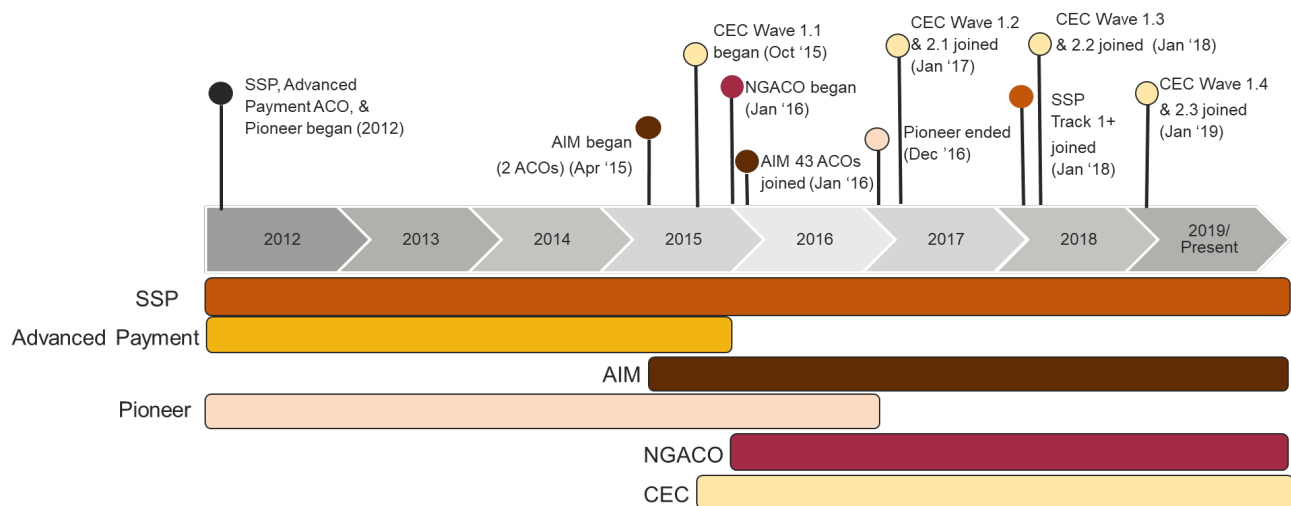 SSP, Advanced
Payment ACO, &
Pioneer began (2012)
AIM began
(2 ACOs) (Apr ‘15)
CEC Wave 1.1
began (Oct ‘15)
NGACO began
(Jan ‘16)
AIM 43 ACOs
joined (Jan ‘16)
Pioneer ended
(Dec ‘16)
CEC Wave 1.2
& 2.1 joined
(Jan ‘17)
SSP
Track 1+
joined
(Jan ‘18)
CEC Wave 1.3
& 2.2 joined (Jan ‘18)
CEC Wave 1.4
& 2.3 joined
(Jan ‘19)
2012
2013
2014
2015
2016
2017
2018
2019/
Present
SSP
Advanced Payment
AIM
Pioneer
NGACO
CEC